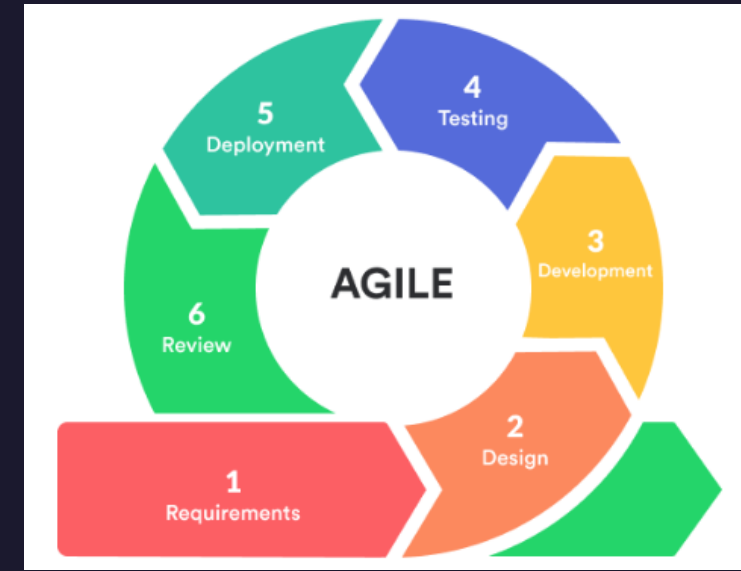 AGILE
1
Requirements
2
Design
3
Development
4
Testing
5
Deployment
6
Review